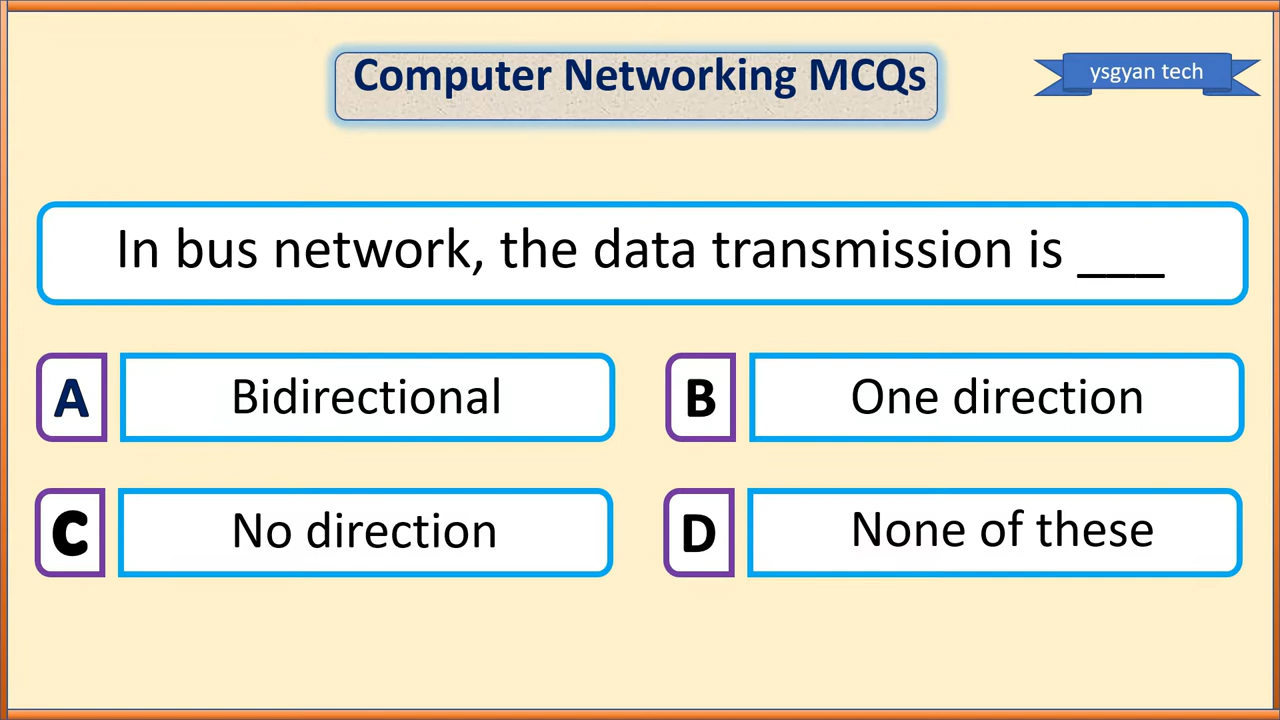 Computer Networking MCQs
ysgyan tech
In bus network, the data transmission is ___
A Bidirectional
B One direction
C No direction
D None of these